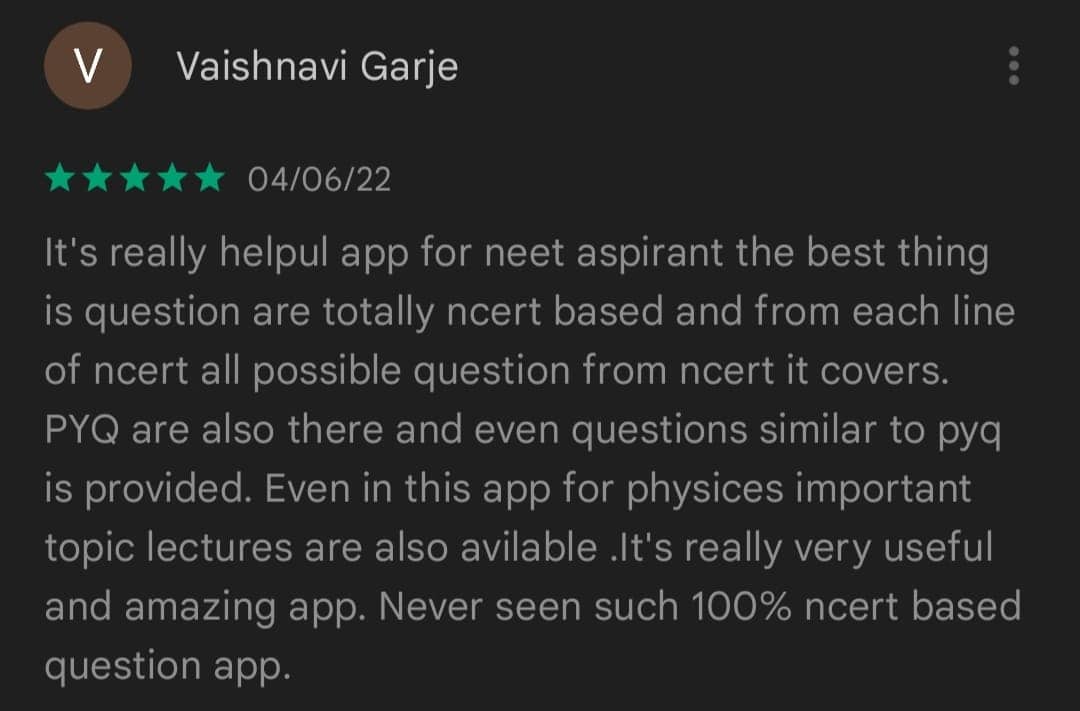 V
Vaishnavi Garje
04/06/22
It's really helpul app for neet aspirant the best thing
is question are totally ncert based and from each line
of ncert all possible question from ncert it covers.
PYQ are also there and even questions similar to pyq
is provided. Even in this app for physices important
topic lectures are also avilable .It's really very useful
and amazing app. Never seen such 100% ncert based
question app.